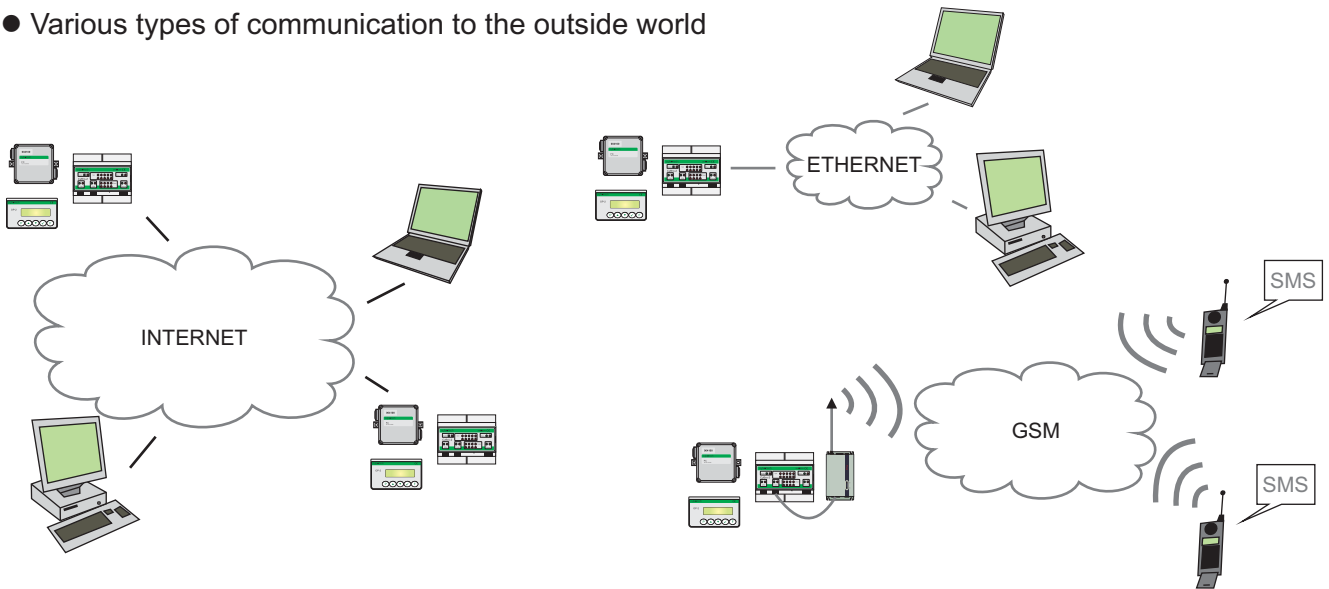 ● Various types of communication to the outside world
ETHERNET
INTERNET
SMS
GSM
SMS